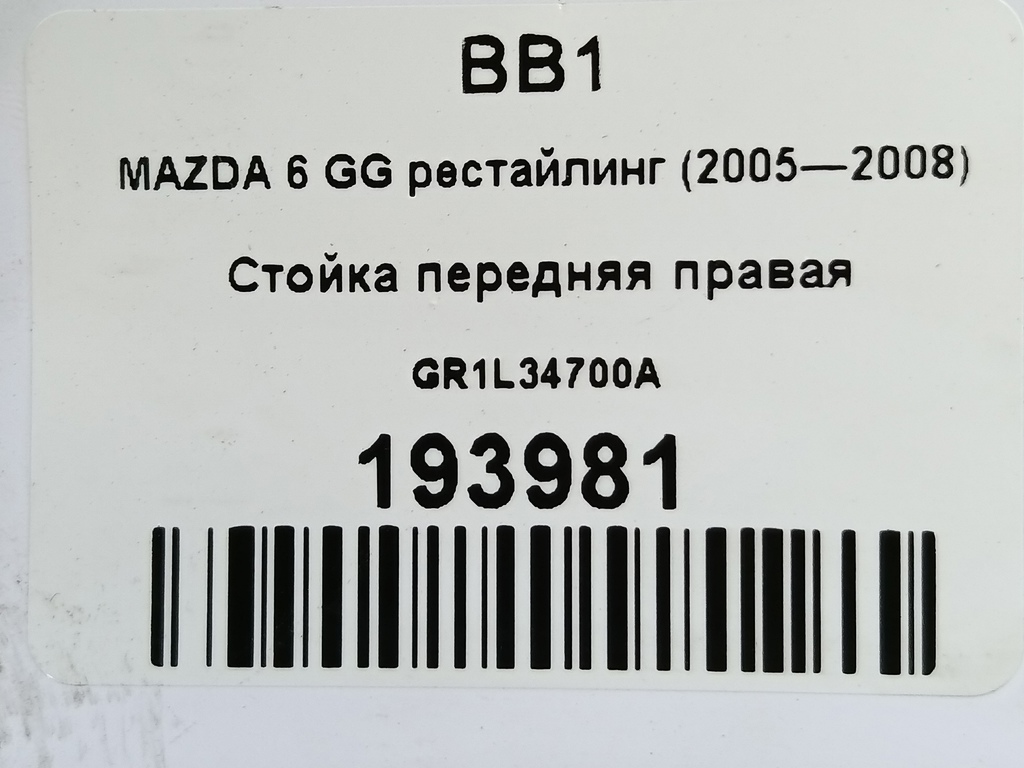 BB1
MAZDA 6 GG рестайлинг (2005—2008)
Стойка передняя правая
GR1L34700A
193981